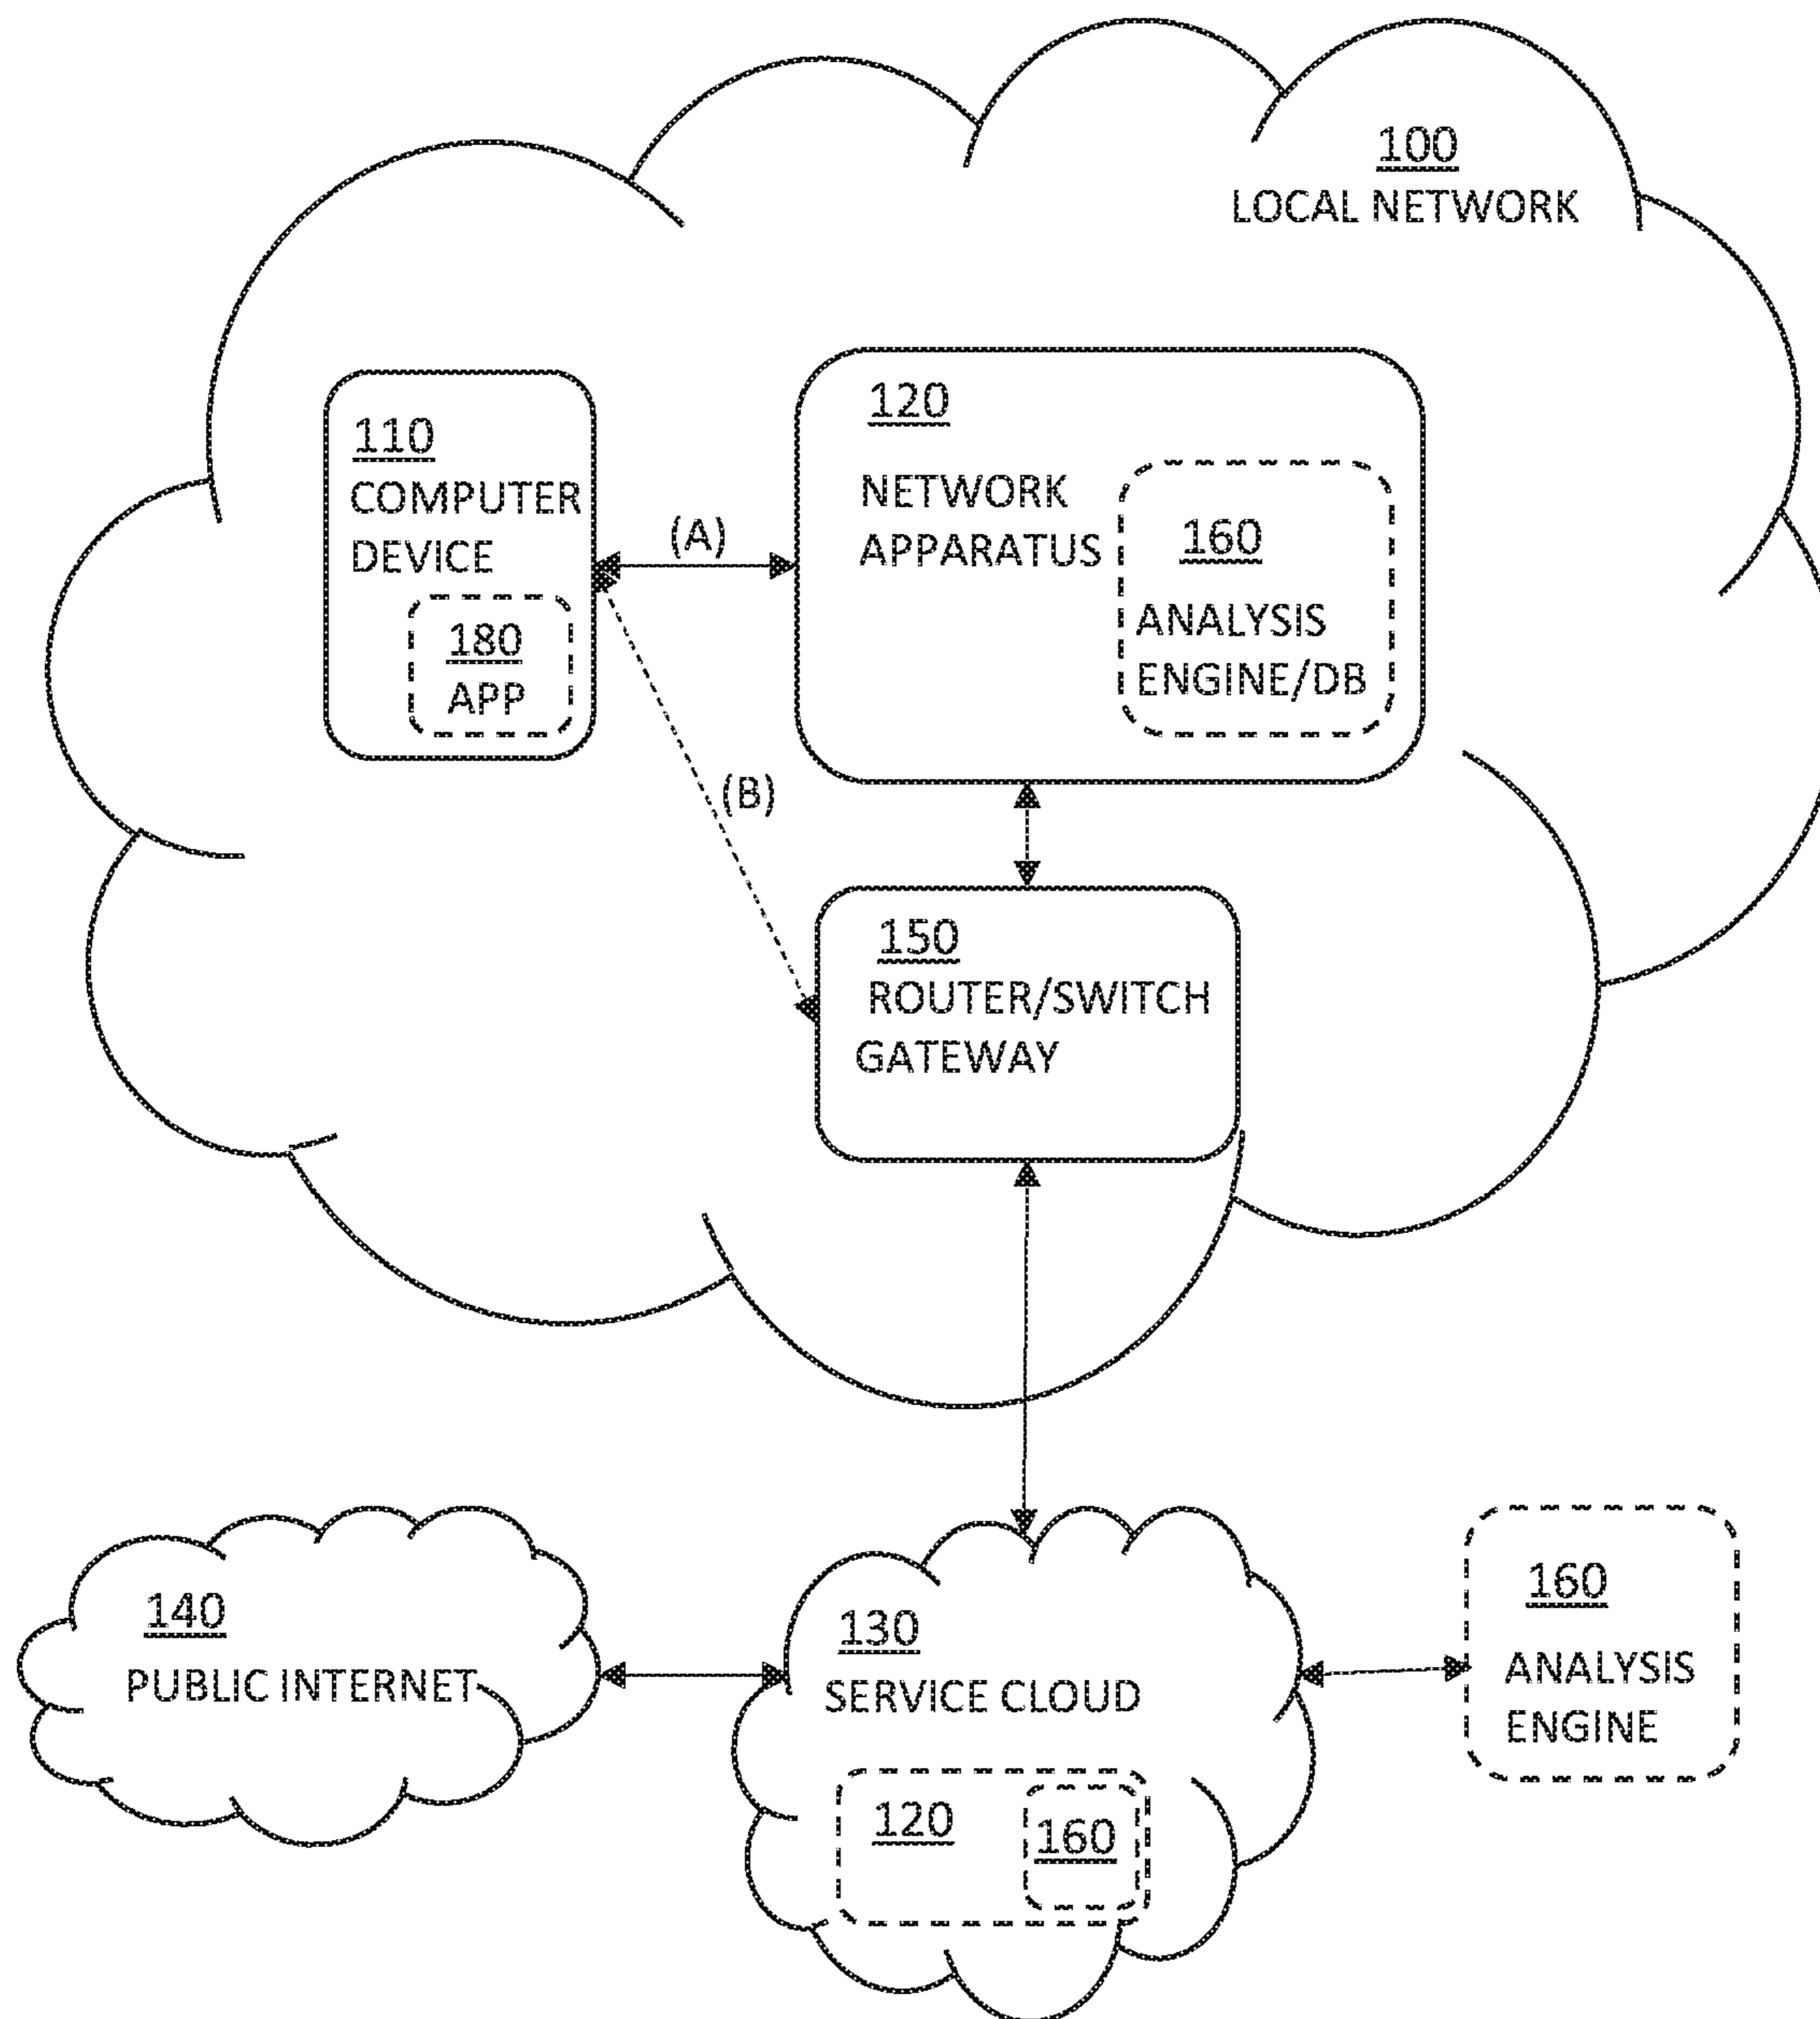 100
LOCAL NETWORK
110
COMPUTER
DEVICE
180
APP
(A)
120
NETWORK
APPARATUS
160
ANALYSIS
ENGINE/DB
(B)
150
ROUTER/SWITCH
GATEWAY
140
PUBLIC INTERNET
130
SERVICE CLOUD
120
160
160
ANALYSIS
ENGINE